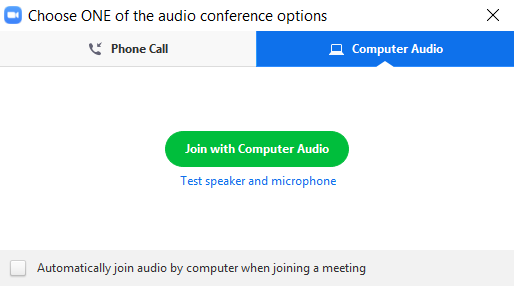 Choose ONE of the audio conference options
Phone Call
Computer Audio
Join with Computer Audio
Test speaker and microphone
Automatically join audio by computer when joining a meeting